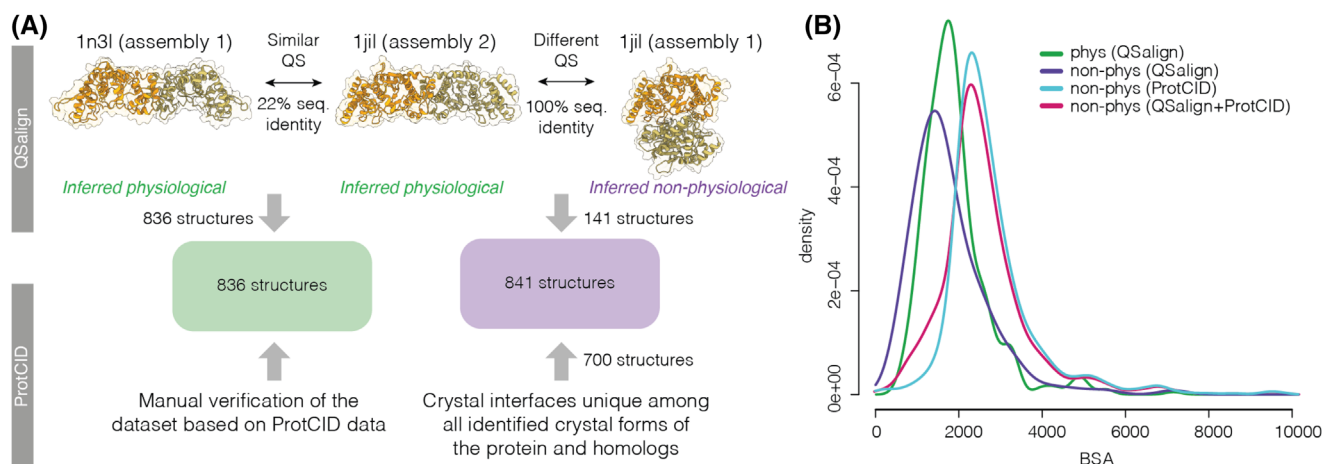 (A)
QSalign
1n3l (assembly 1)
Similar
QS
22% seq.
identity
1jil (assembly 2)
Different
QS
100% seq.
identity
1jil (assembly 1)
Inferred physiological
Inferred physiological
Inferred non-physiological
836 structures
141 structures
836 structures
841 structures
ProtCID
700 structures
Manual verification of the
dataset based on ProtCID data
Crystal interfaces unique among
all identified crystal forms of
the protein and homologs
(B)
phys (QSalign)
non-phys (QSalign)
non-phys (ProtCID)
non-phys (QSalign+ProtCID)
density
6e-04
4e-04
2e-04
0e+00
0 2000 4000 6000 8000 10000
BSA